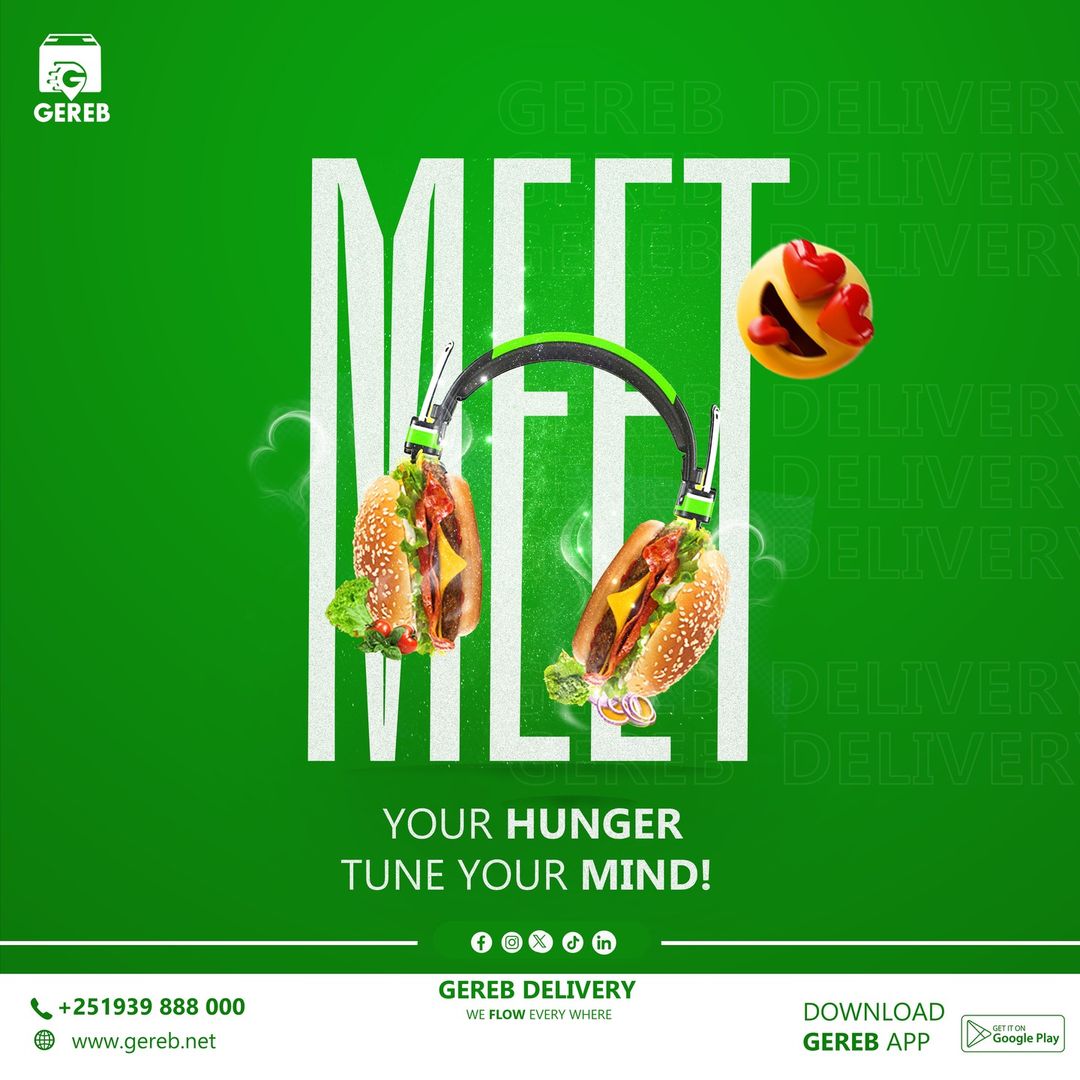 GEREB
GEREB DELIVERY
GEREB DELIVERY
GEREB DELIVERY
MEET
DELIVERY
DELIVERY
DELIVERY
GEREB DELIVERY
GEREB DELIVERY
YOUR HUNGER
TUNE YOUR MIND!
GEREB DELIVERY
WE FLOW EVERY WHERE
+251939 888 000
www.gereb.net
DOWNLOAD
GEREB APP
GET IT ON
Google Play